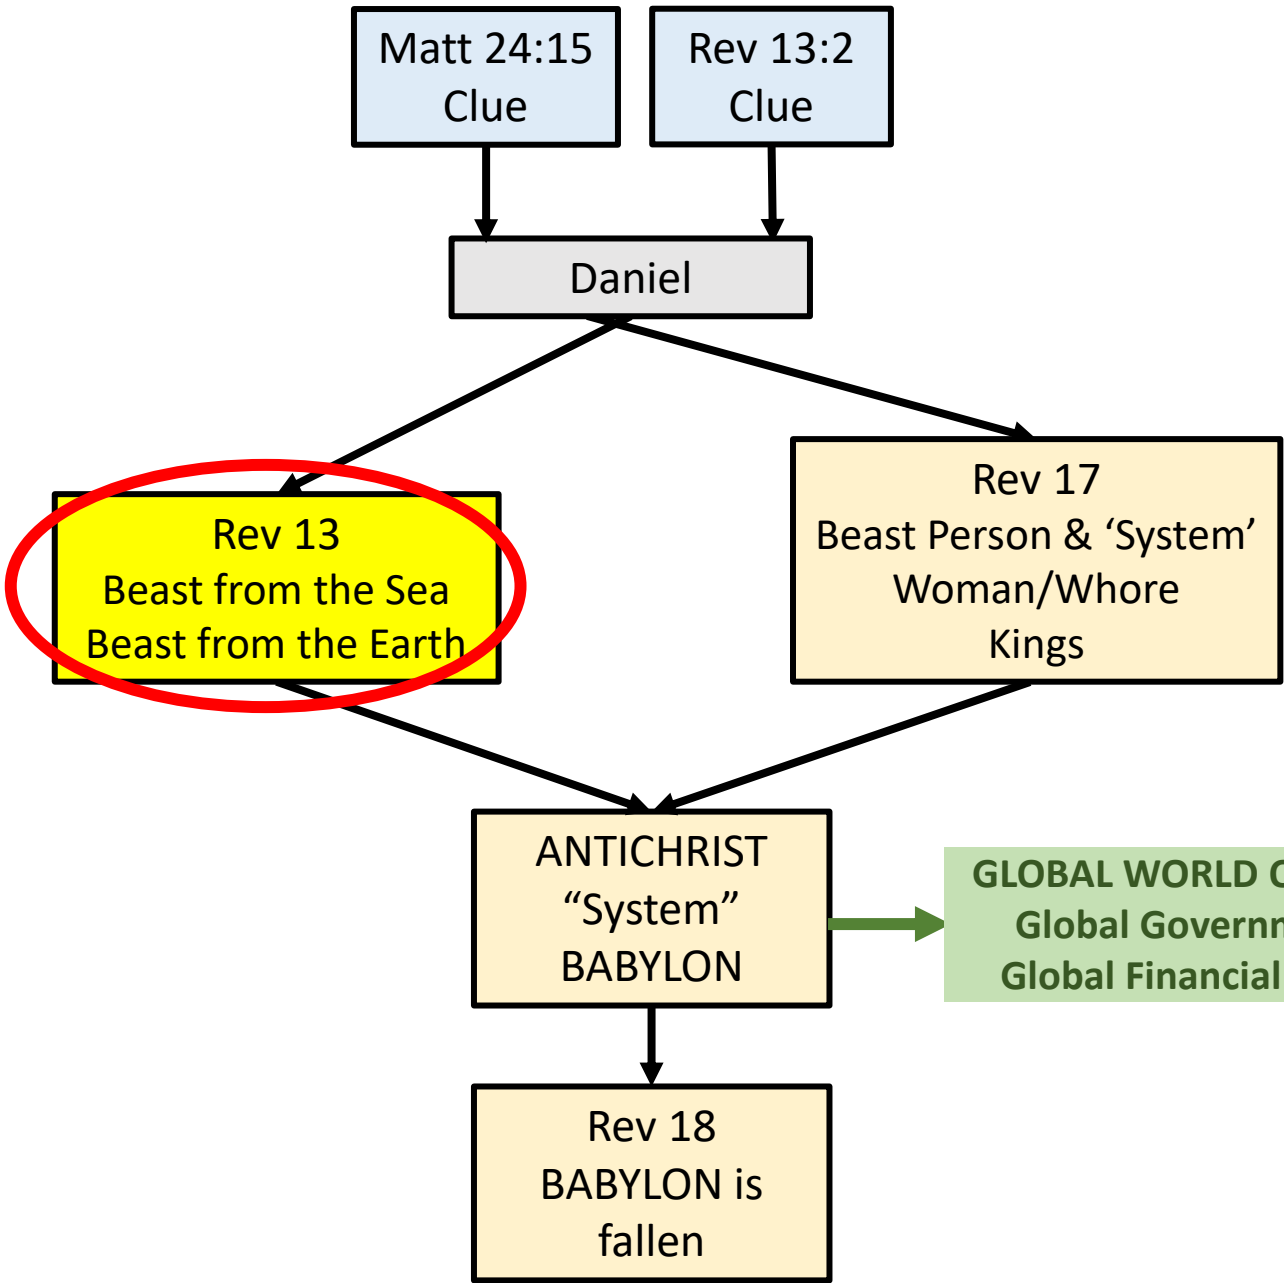 Matt 24:15
Clue
Rev 13:2
Clue
Daniel
Rev 13
Beast from the Sea
Beast from the Earth
Rev 17
Beast Person & ‘System’
Woman/Whore
Kings
ANTICHRIST
“System”
BABYLON
GLOBAL WORLD
Global
Global Financial
Rev 18
BABYLON is
fallen